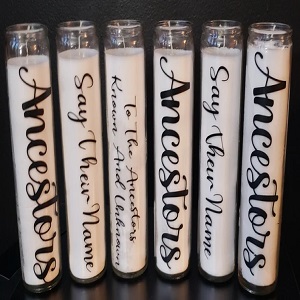 Ancestors
Say Their Name
To The Ancestors
Known And Unknown
Ancestors
Say Their Name
Ancestors